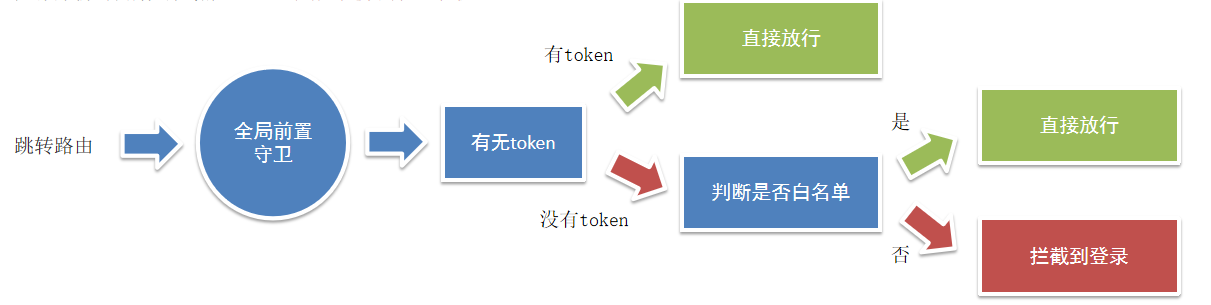 有token
直接放行
跳转路由
全局前置
守卫
有无token
是
直接放行
判断是否白名单
没有token
否
拦截到登录